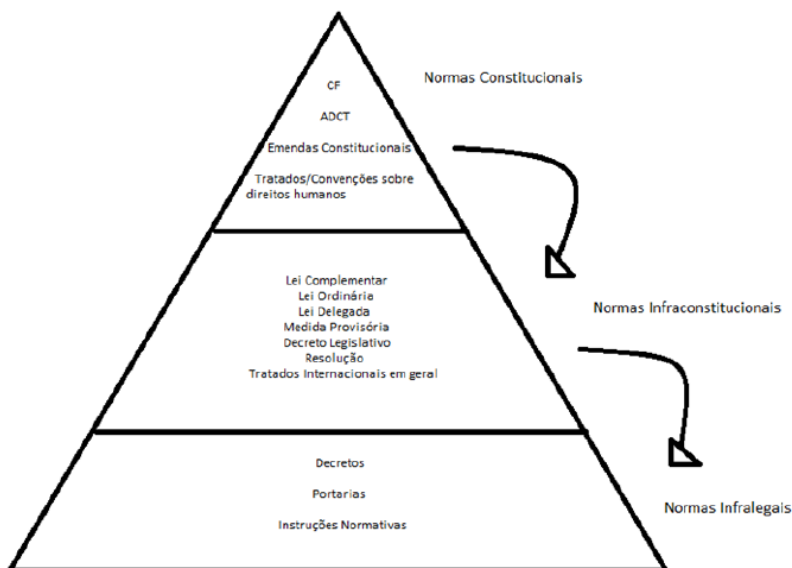 CF
Normas Constitucionais
ADCT
Emendas Constitucionais
Tratados/Convenções sobre
direitos humanos
Lei Complementar
Lei Ordinária
Lei Delegada
Medida Provisória
Decreto Legislativo
Resolução
Tratados Internacionais em geral
Normas Infraconstitucionais
Decretos
Portarias
Instruções Normativas
Normas Infralegais